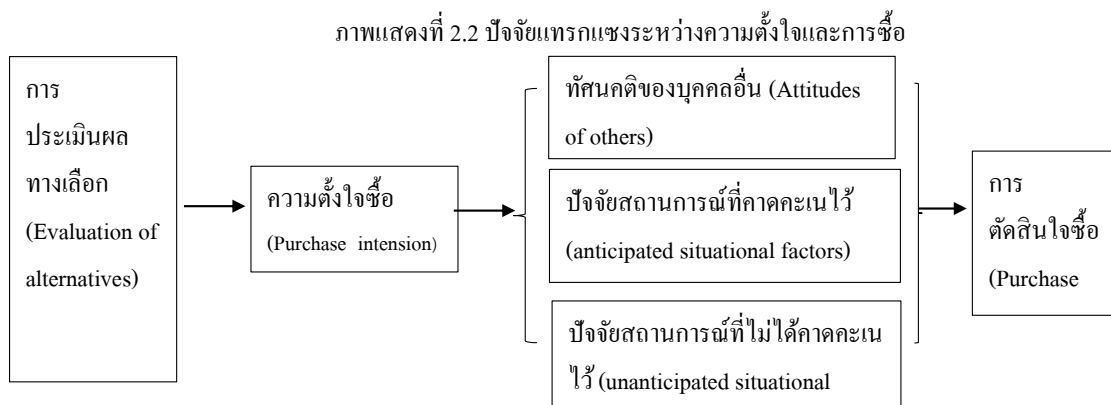 ภาพแสดงที่ 2.2 ปัจจัยแทรกแซงระหว่างความตั้งใจและการซื้อ
การ
ประเมินผล
ทางเลือก
(Evaluation of
alternatives)
ความตั้งใจซื้อ
(Purchase intension)
ทัศนคติของบุคคลอื่น (Attitudes
of others)
ปัจจัยสถานการณ์ที่คาดคะเนไว้
(anticipated situational factors)
ปัจจัยสถานการณ์ที่ไม่ได้คาดคะเน
ไว้ (unanticipated situational
การ
ตัดสินใจซื้อ
(Purchase